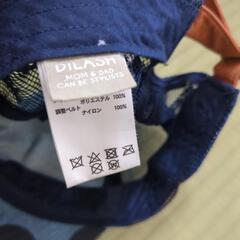 DILASH
MOM & DAD
CAN BE STYLISTS
ポリエステル 100%
調整ベルト
ナイロン 100%